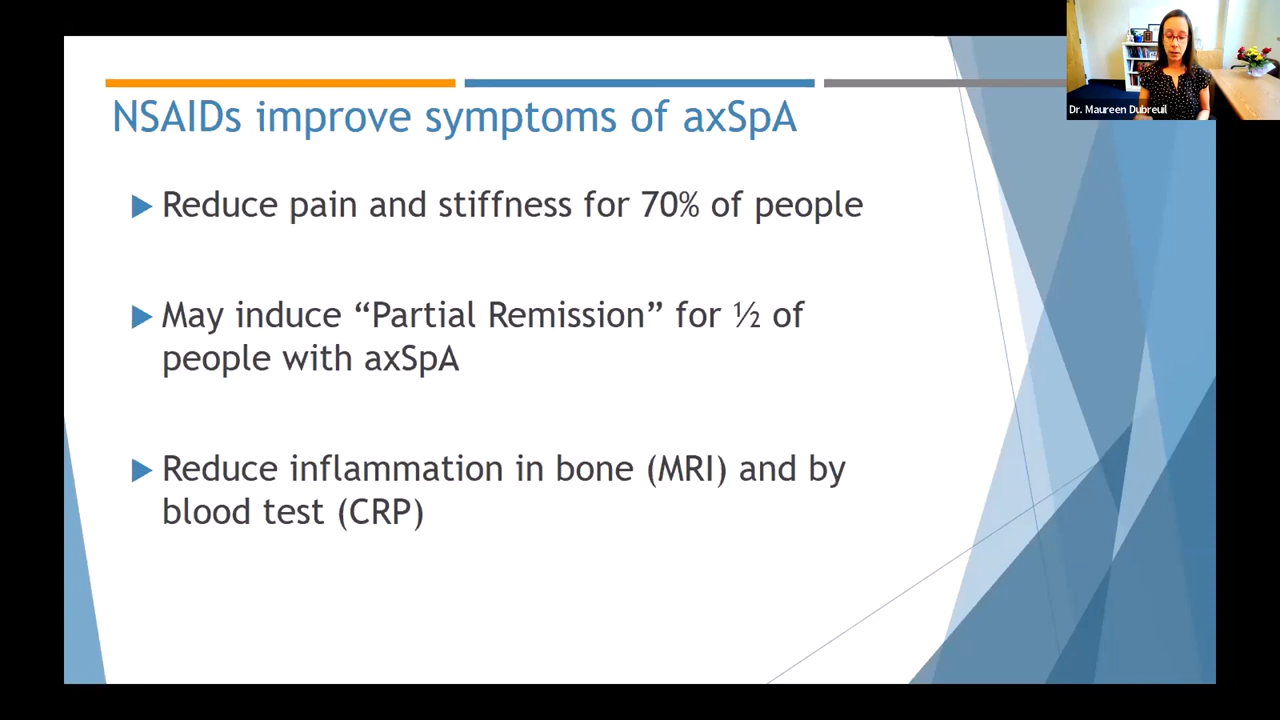 Dr. Maureen Dubreuil
NSAIDs improve symptoms of axSpA
Reduce pain and stiffness for 70% of people
May induce “Partial Remission” for ½ of
people with axSpA
Reduce inflammation in bone (MRI) and by
blood test (CRP)